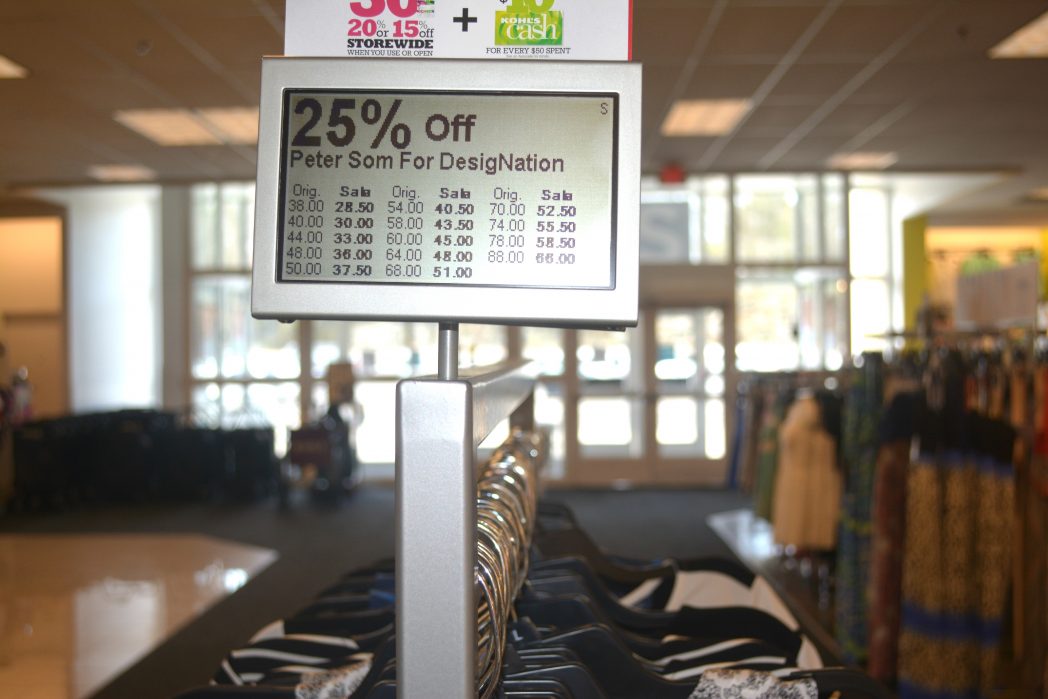 30
20% or 15% off
STOREWIDE
WHEN YOU USE OR OPEN
+
$10
KOHL'S
cash
FOR EVERY $50 SPENT
25% Off
S
Peter Som For DesigNation
Orig. Sale Orig. Sale Orig. Sale
38.00 28.50 54.00 40.50 70.00 52.50
40.00 30.00 58.00 43.50 74.00 55.50
44.00 33.00 60.00 45.00 78.00 58.50
48.00 36.00 64.00 48.00 88.00 66.00
50.00 37.50 68.00 51.00
S